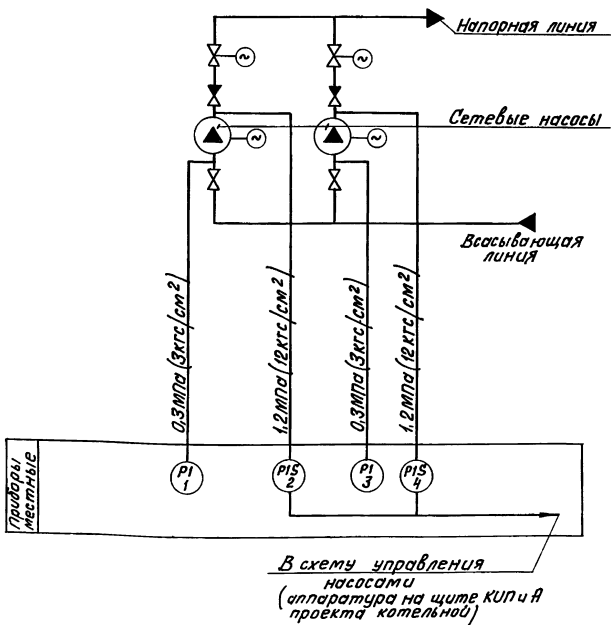 Напорная линия
~ ~
Сетевые насосы
~ ~
Всасывающая
линия
0,3МПа(3кгс/см²)
1,2МПа(12кгс/см²)
0,3МПа(3кгс/см²)
1,2МПа(12кгс/см²)
Приборы
местные
PI
1
PIS
2
PI
3
PIS
4
В схему управления
насосами
(аппаратура на щите КИП и А
проекта котельной)